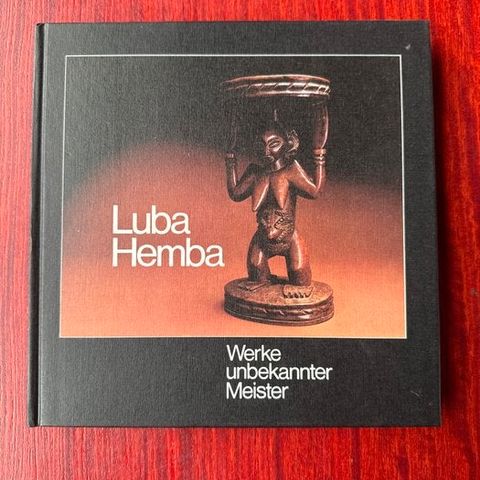 Luba
Hemba
Werke
unbekannter
Meister